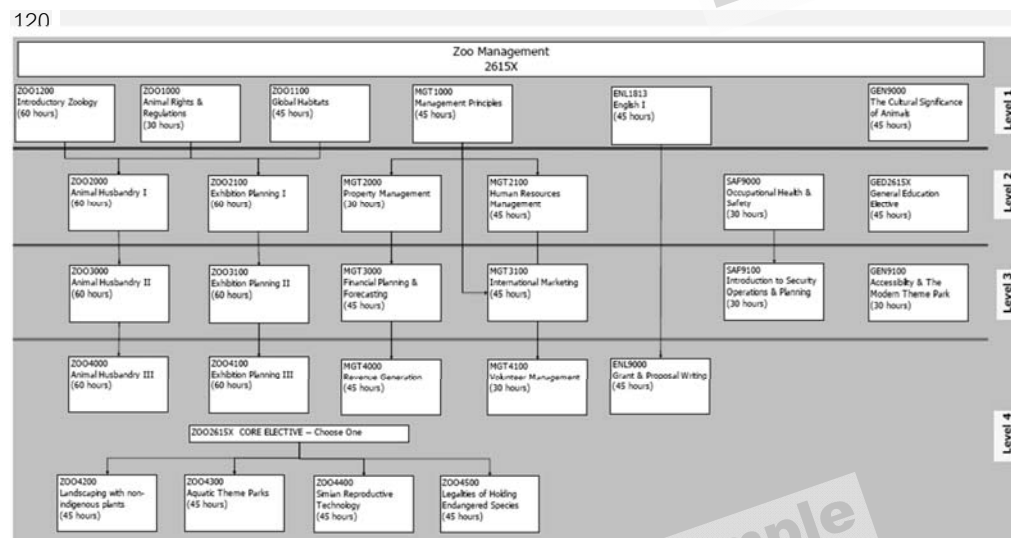 120
Zoo Management
2615X
ZOO1200
Introductory Zoology
(60 hours)
ZOO1000
Animal Rights &
Regulations
(30 hours)
ZOO1100
Global Habitats
(45 hours)
MGT1000
Management Principles
(45 hours)
ENL1813
English I
(45 hours)
GEN9000
The Cultural Significance
of Animals
(45 hours)
Level 1
ZOO2000
Animal Husbandry I
(60 hours)
ZOO2100
Exhibition Planning I
(60 hours)
MGT2000
Property Management
(30 hours)
MGT2100
Human Resources
Management
(45 hours)
SAF9000
Occupational Health &
Safety
(30 hours)
GED2615X
General Education
Elective
(45 hours)
Level 2
ZOO3000
Animal Husbandry II
(60 hours)
ZOO3100
Exhibition Planning II
(60 hours)
MGT3000
Financial Planning &
Forecasting
(45 hours)
MGT3100
International Marketing
(45 hours)
SAF9100
Introduction to Security
Operations & Planning
(30 hours)
GEN9100
Accessibility & The
Modern Theme Park
(30 hours)
Level 3
ZOO4000
Animal Husbandry III
(60 hours)
ZOO4100
Exhibition Planning III
(60 hours)
MGT4000
Revenue Generation
(45 hours)
MGT4100
Volunteer Management
(30 hours)
ENL9000
Grant & Proposal Writing
(45 hours)
Level 4
ZOO2615X CORE ELECTIVE -- Choose One
ZOO4200
Landscaping with non-
indigenous plants
(45 hours)
ZOO4300
Aquatic Theme Parks
(45 hours)
ZOO4400
Simian Reproductive
Technology
(45 hours)
ZOO4500
Legalities of Holding
Endangered Species
(45 hours)